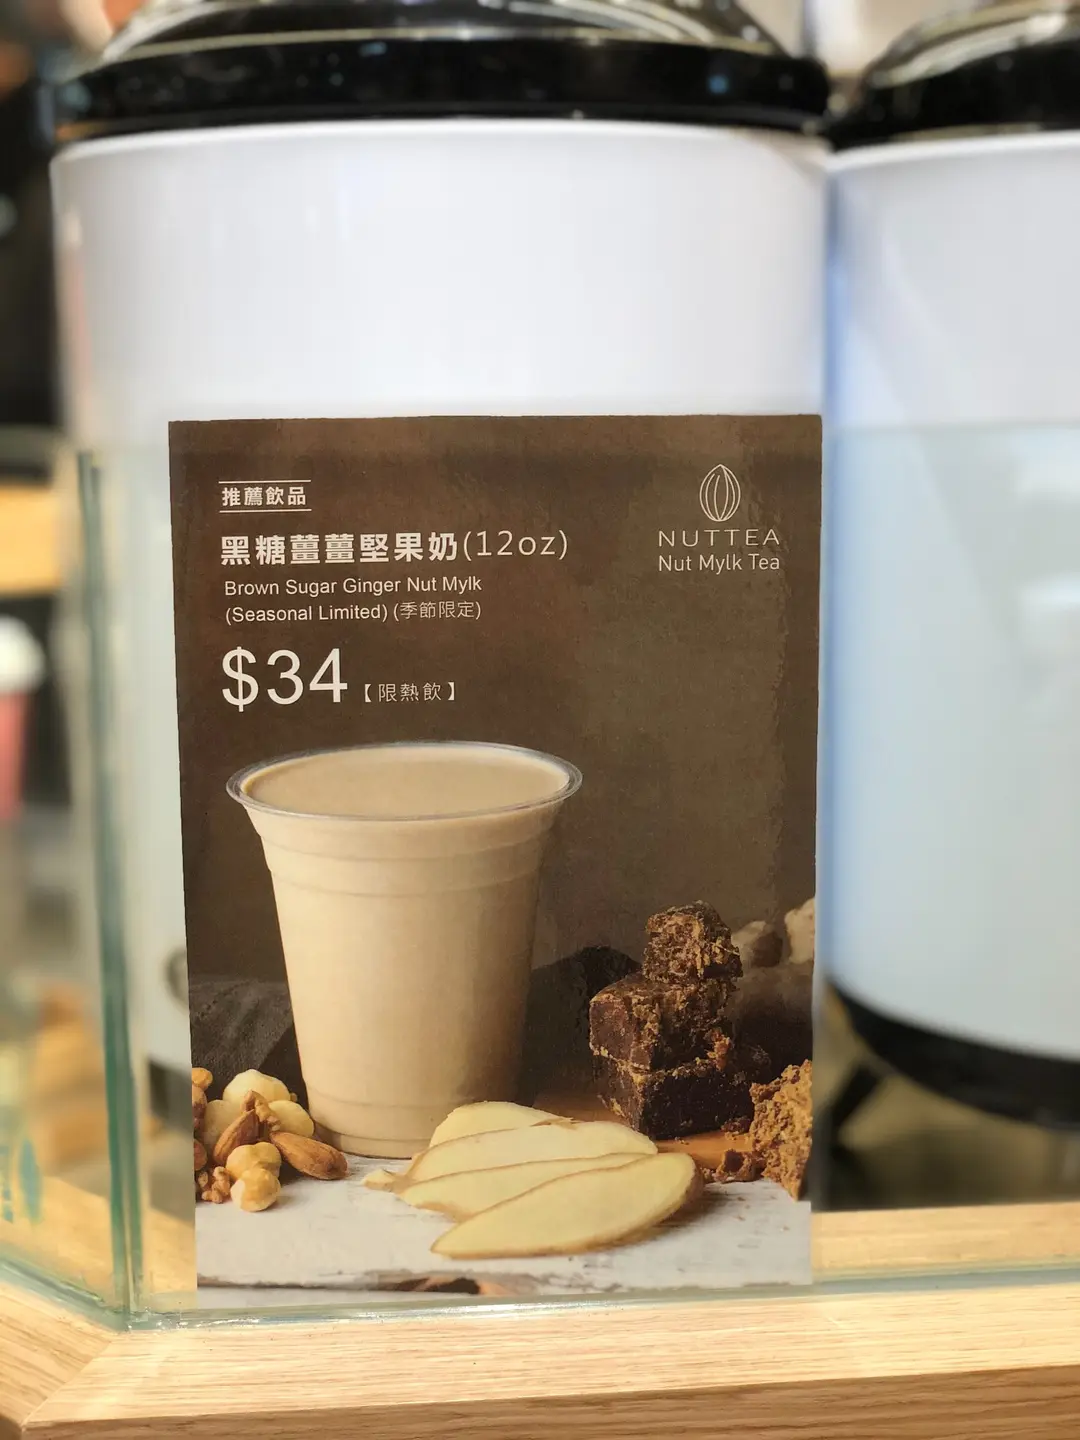 推薦飲品
黑糖薑薑堅果奶(12oz)
Brown Sugar Ginger Nut Mylk
(Seasonal Limited) (季節限定)
$34【限熱飲】
NUTTEA
Nut Mylk Tea